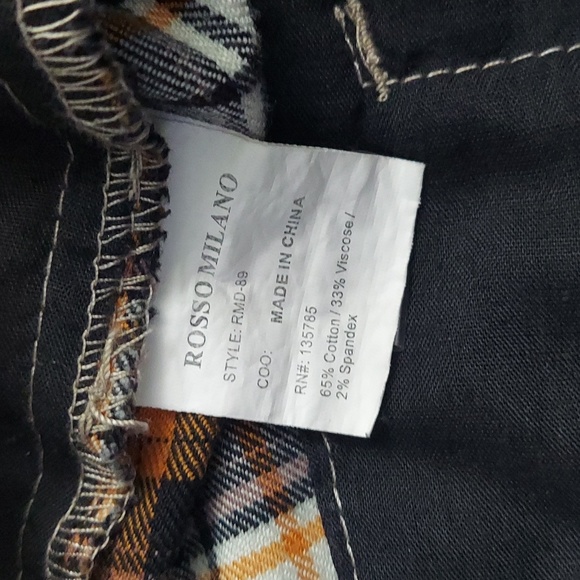 ROSSO MILANO
STYLE: RMD-89
COO: MADE IN CHINA
RN#: 135785
65% Cotton / 33% Viscose /
2% Spandex